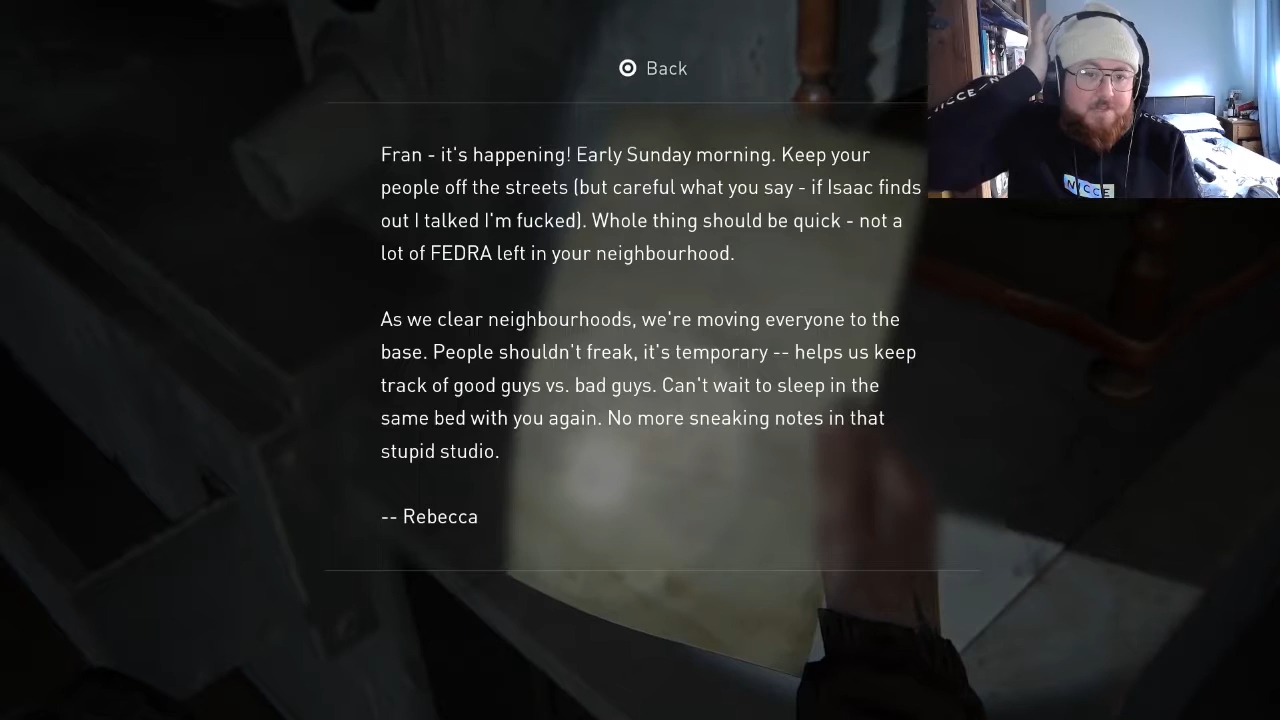 Back
Fran - it's happening! Early Sunday morning. Keep your
people off the streets (but careful what you say - if Isaac finds
out I talked I'm fucked). Whole thing should be quick - not a
lot of FEDRA left in your neighbourhood.
As we clear neighbourhoods, we're moving everyone to the
base. People shouldn't freak, it's temporary -- helps us keep
track of good guys vs. bad guys. Can't wait to sleep in the
same bed with you again. No more sneaking notes in that
stupid studio.
-- Rebecca
NICCE